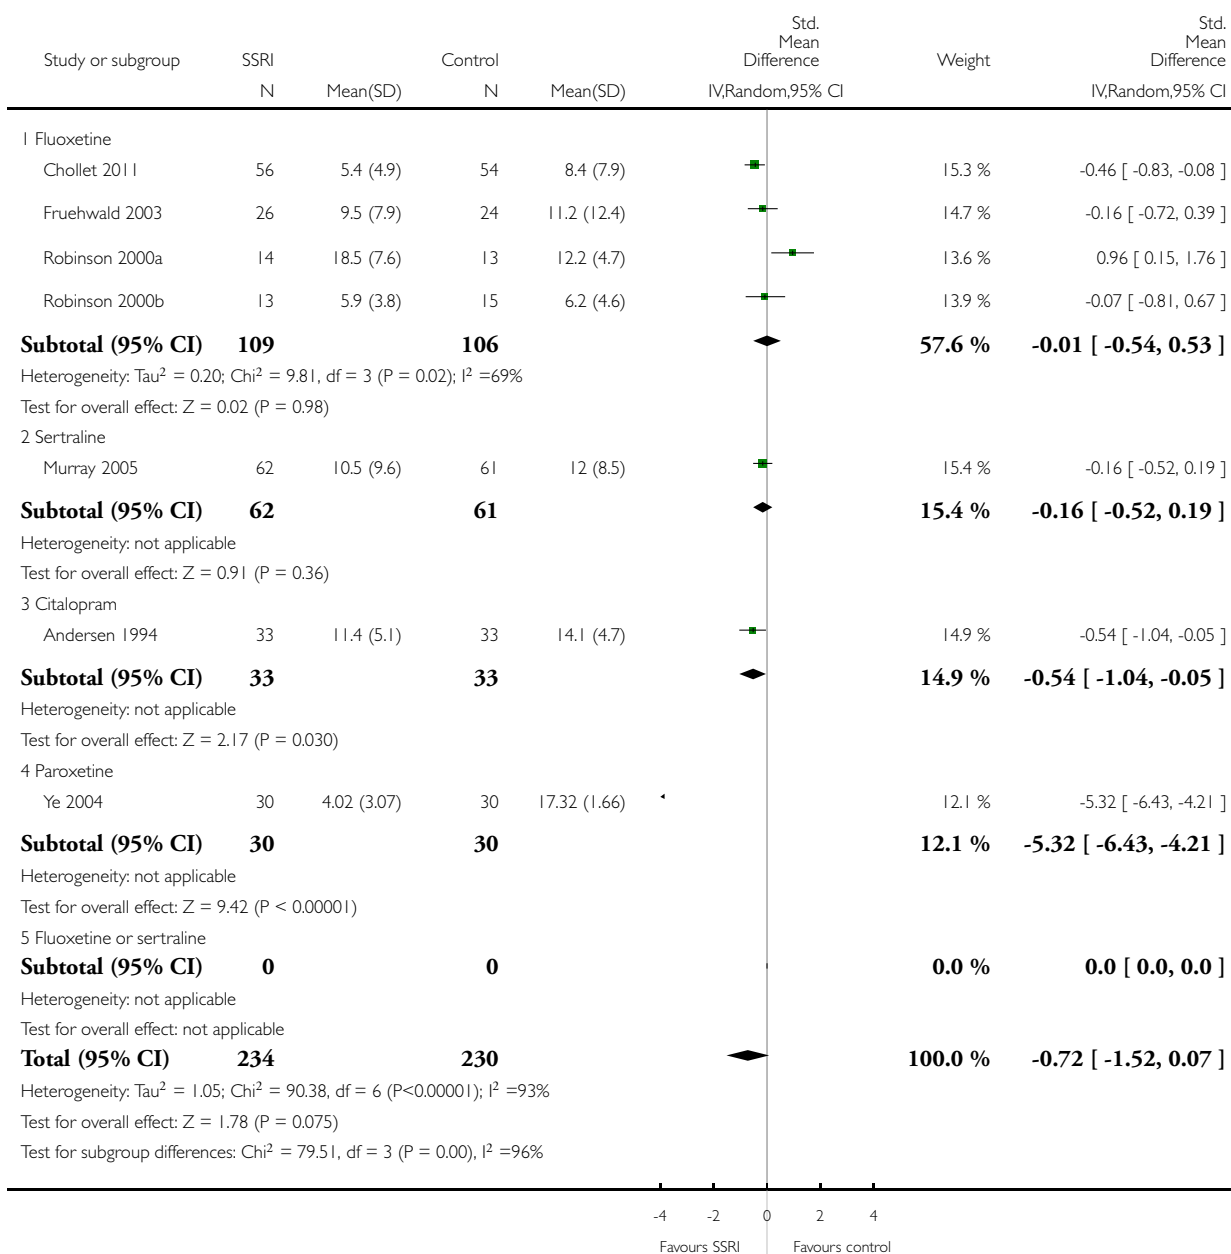 Std. Mean Difference Std. Mean Difference
Study or subgroup SSRI Control Weight
N Mean(SD) N Mean(SD) IV,Random,95% CI IV,Random,95% CI
1 Fluoxetine
Chollet 2011 56 5.4 (4.9) 54 8.4 (7.9) 15.3 % -0.46 [ -0.83, -0.08 ]
Fruehwald 2003 26 9.5 (7.9) 24 11.2 (12.4) 14.7 % -0.16 [ -0.72, 0.39 ]
Robinson 2000a 14 18.5 (7.6) 13 12.2 (4.7) 13.6 % 0.96 [ 0.15, 1.76 ]
Robinson 2000b 13 5.9 (3.8) 15 6.2 (4.6) 13.9 % -0.07 [ -0.81, 0.67 ]
Subtotal (95% CI) 109 106 57.6 % -0.01 [ -0.54, 0.53 ]
Heterogeneity: Tau² = 0.20; Chi² = 9.81, df = 3 (P = 0.02); I² =69%
Test for overall effect: Z = 0.02 (P = 0.98)
2 Sertraline
Murray 2005 62 10.5 (9.6) 61 12 (8.5) 15.4 % -0.16 [ -0.52, 0.19 ]
Subtotal (95% CI) 62 61 15.4 % -0.16 [ -0.52, 0.19 ]
Heterogeneity: not applicable
Test for overall effect: Z = 0.91 (P = 0.36)
3 Citalopram
Andersen 1994 33 11.4 (5.1) 33 14.1 (4.7) 14.9 % -0.54 [ -1.04, -0.05 ]
Subtotal (95% CI) 33 33 14.9 % -0.54 [ -1.04, -0.05 ]
Heterogeneity: not applicable
Test for overall effect: Z = 2.17 (P = 0.030)
4 Paroxetine
Ye 2004 30 4.02 (3.07) 30 17.32 (1.66) 12.1 % -5.32 [ -6.43, -4.21 ]
Subtotal (95% CI) 30 30 12.1 % -5.32 [ -6.43, -4.21 ]
Heterogeneity: not applicable
Test for overall effect: Z = 9.42 (P < 0.00001)
5 Fluoxetine or sertraline
Subtotal (95% CI) 0 0 0.0 % 0.0 [ 0.0, 0.0 ]
Heterogeneity: not applicable
Test for overall effect: not applicable
Total (95% CI) 234 230 100.0 % -0.72 [ -1.52, 0.07 ]
Heterogeneity: Tau² = 1.05; Chi² = 90.38, df = 6 (P<0.00001); I² =93%
Test for overall effect: Z = 1.78 (P = 0.075)
Test for subgroup differences: Chi² = 79.51, df = 3 (P = 0.00), I² =96%
-4 -2 0 2 4
Favours SSRI Favours control